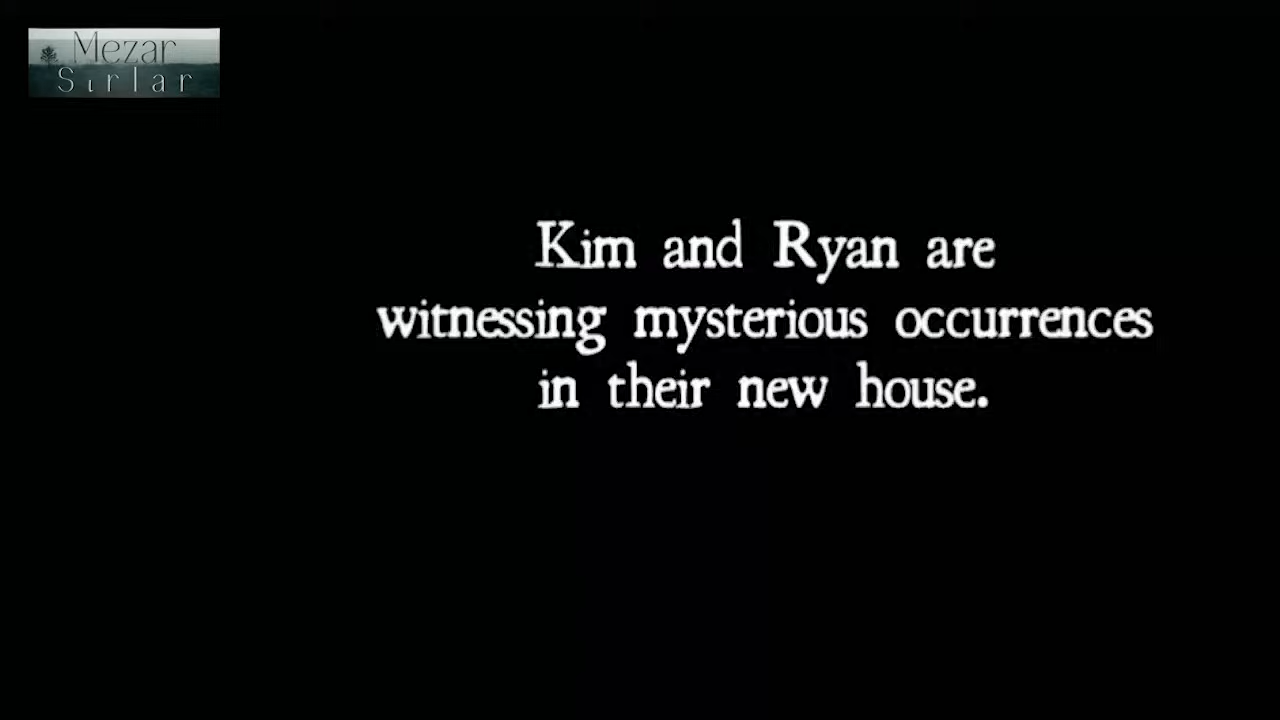 Mezar
Sırlar
Kim and Ryan are
witnessing mysterious occurrences
in their new house.